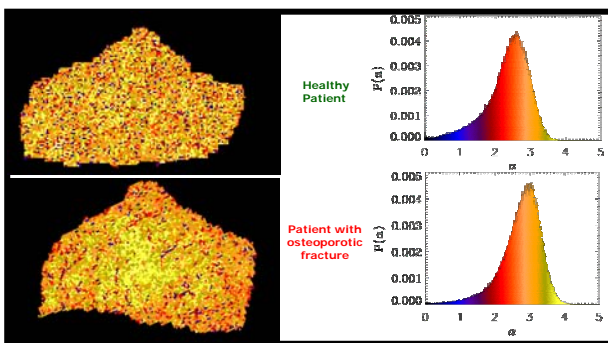 Healthy
Patient
P(α)
0.005
0.004
0.003
0.002
0.001
0.000
0 1 2 3 4 5
α
Patient with
osteoporotic
fracture
P(α)
0.005
0.004
0.003
0.002
0.001
0.000
0 1 2 3 4 5
α